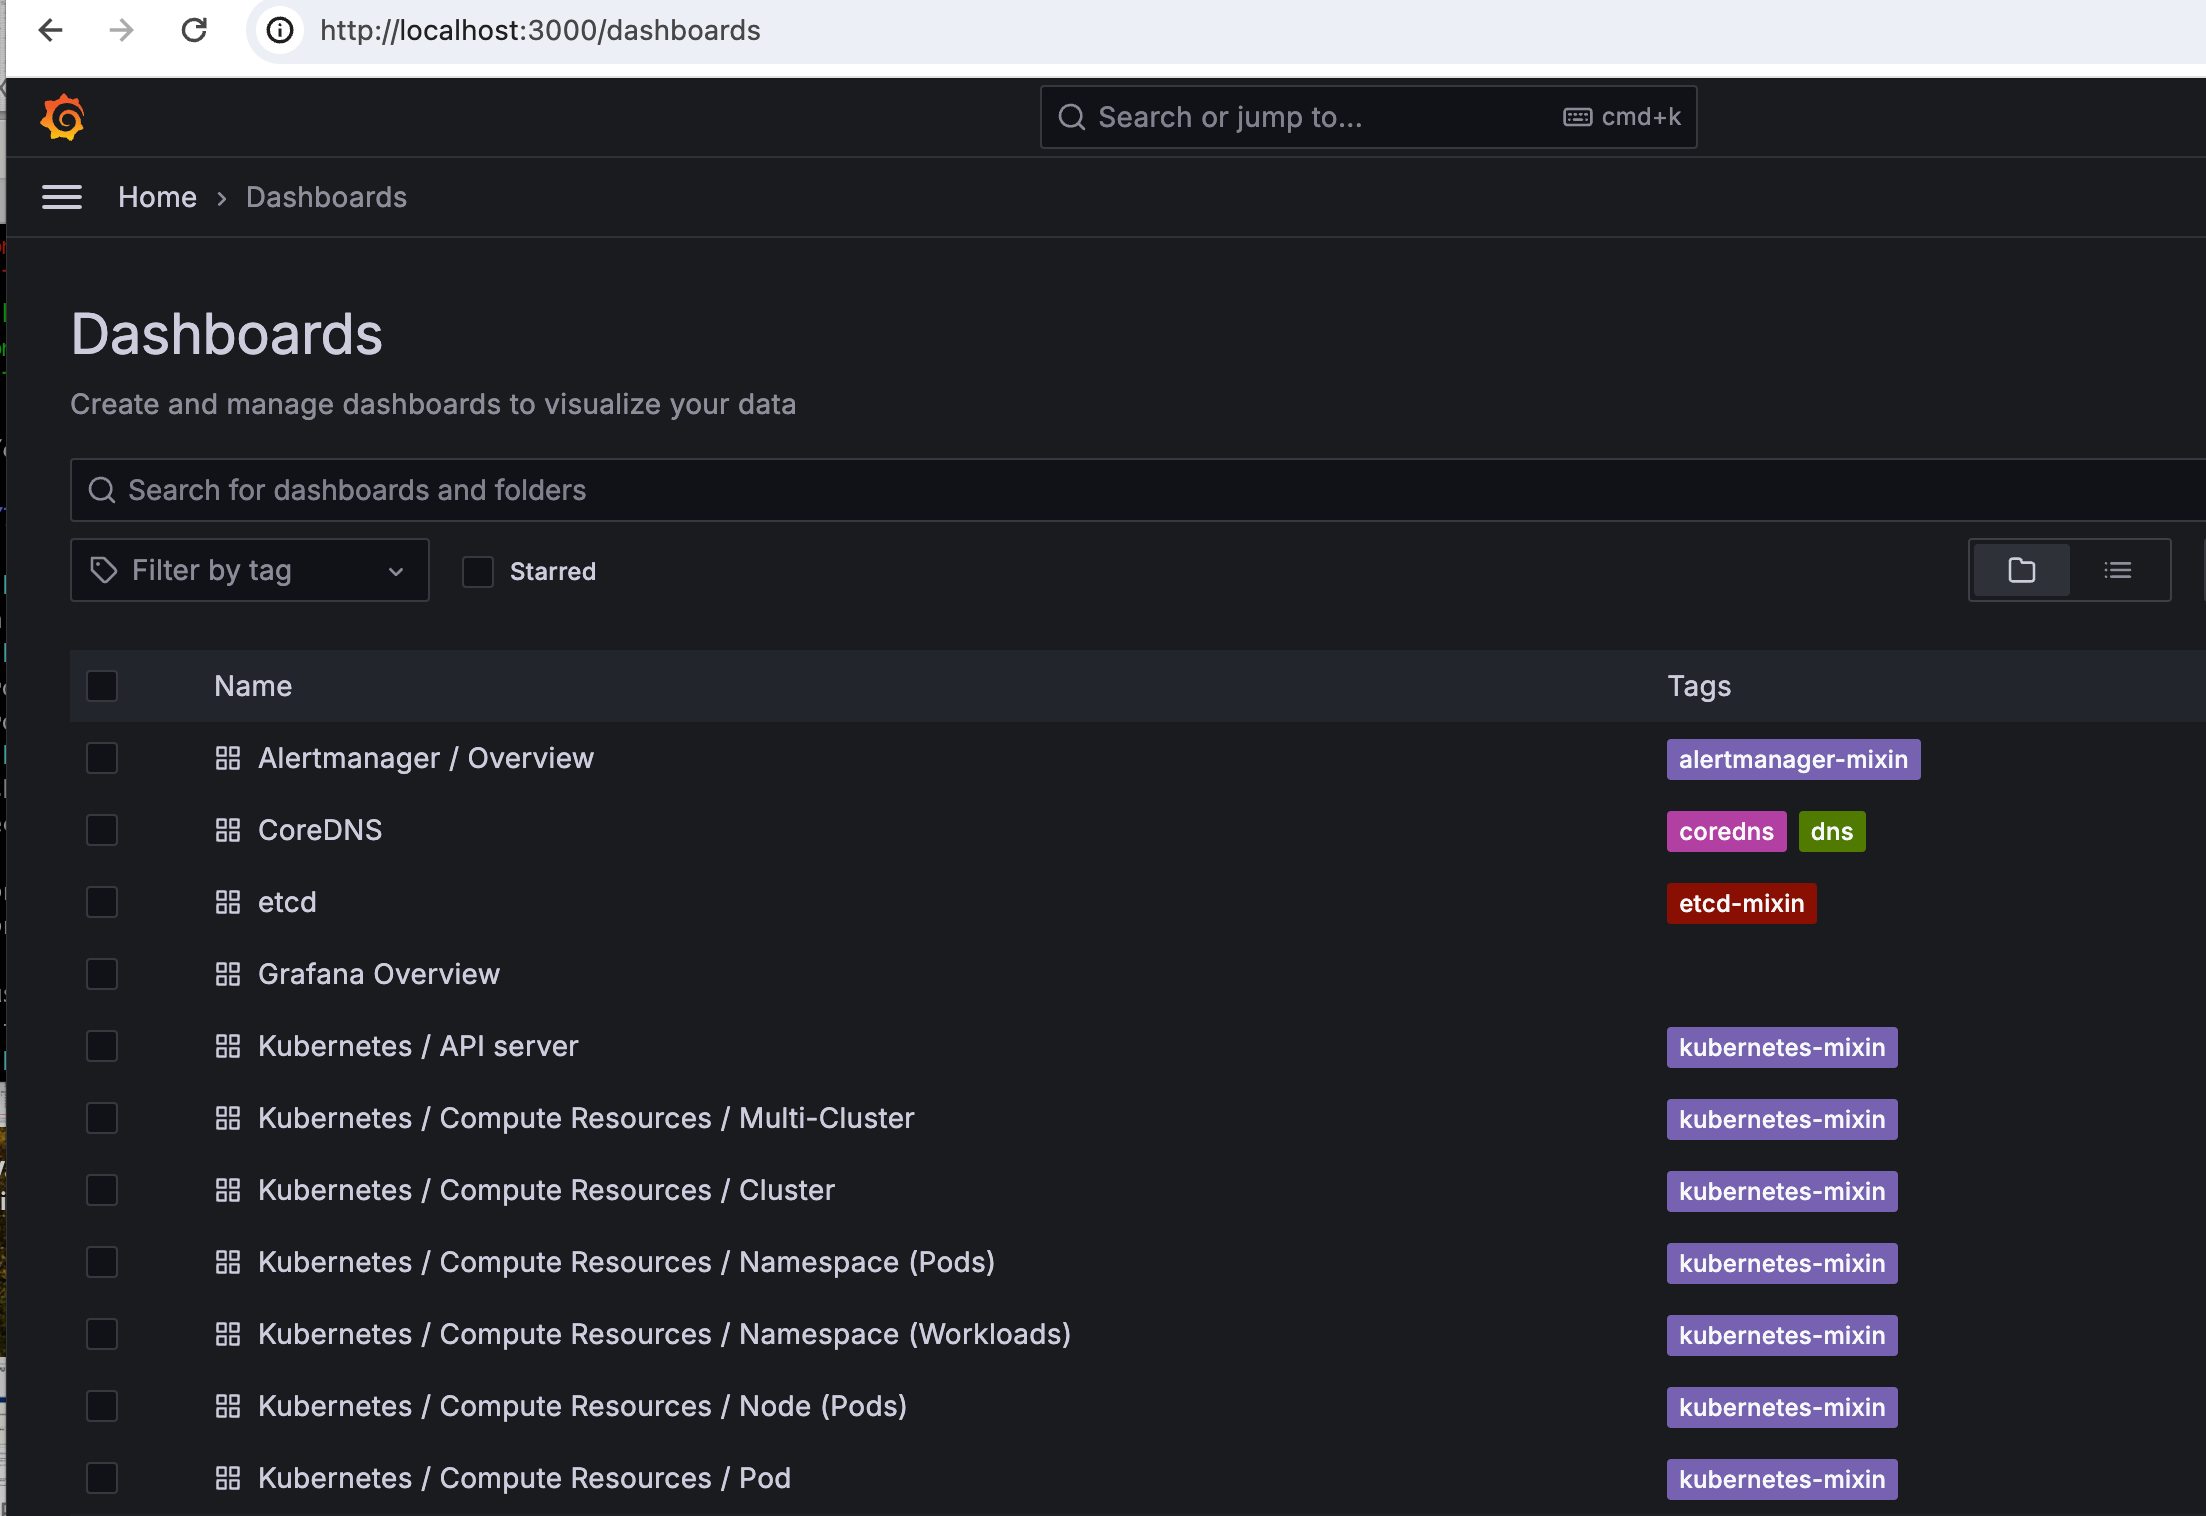 http://localhost:3000/dashboards
Search or jump to... cmd+k
Home › Dashboards
Dashboards
Create and manage dashboards to visualize your data
Search for dashboards and folders
Filter by tag Starred
Name Tags
Alertmanager / Overview alertmanager-mixin
CoreDNS coredns dns
etcd etcd-mixin
Grafana Overview
Kubernetes / API server kubernetes-mixin
Kubernetes / Compute Resources / Multi-Cluster kubernetes-mixin
Kubernetes / Compute Resources / Cluster kubernetes-mixin
Kubernetes / Compute Resources / Namespace (Pods) kubernetes-mixin
Kubernetes / Compute Resources / Namespace (Workloads) kubernetes-mixin
Kubernetes / Compute Resources / Node (Pods) kubernetes-mixin
Kubernetes / Compute Resources / Pod kubernetes-mixin